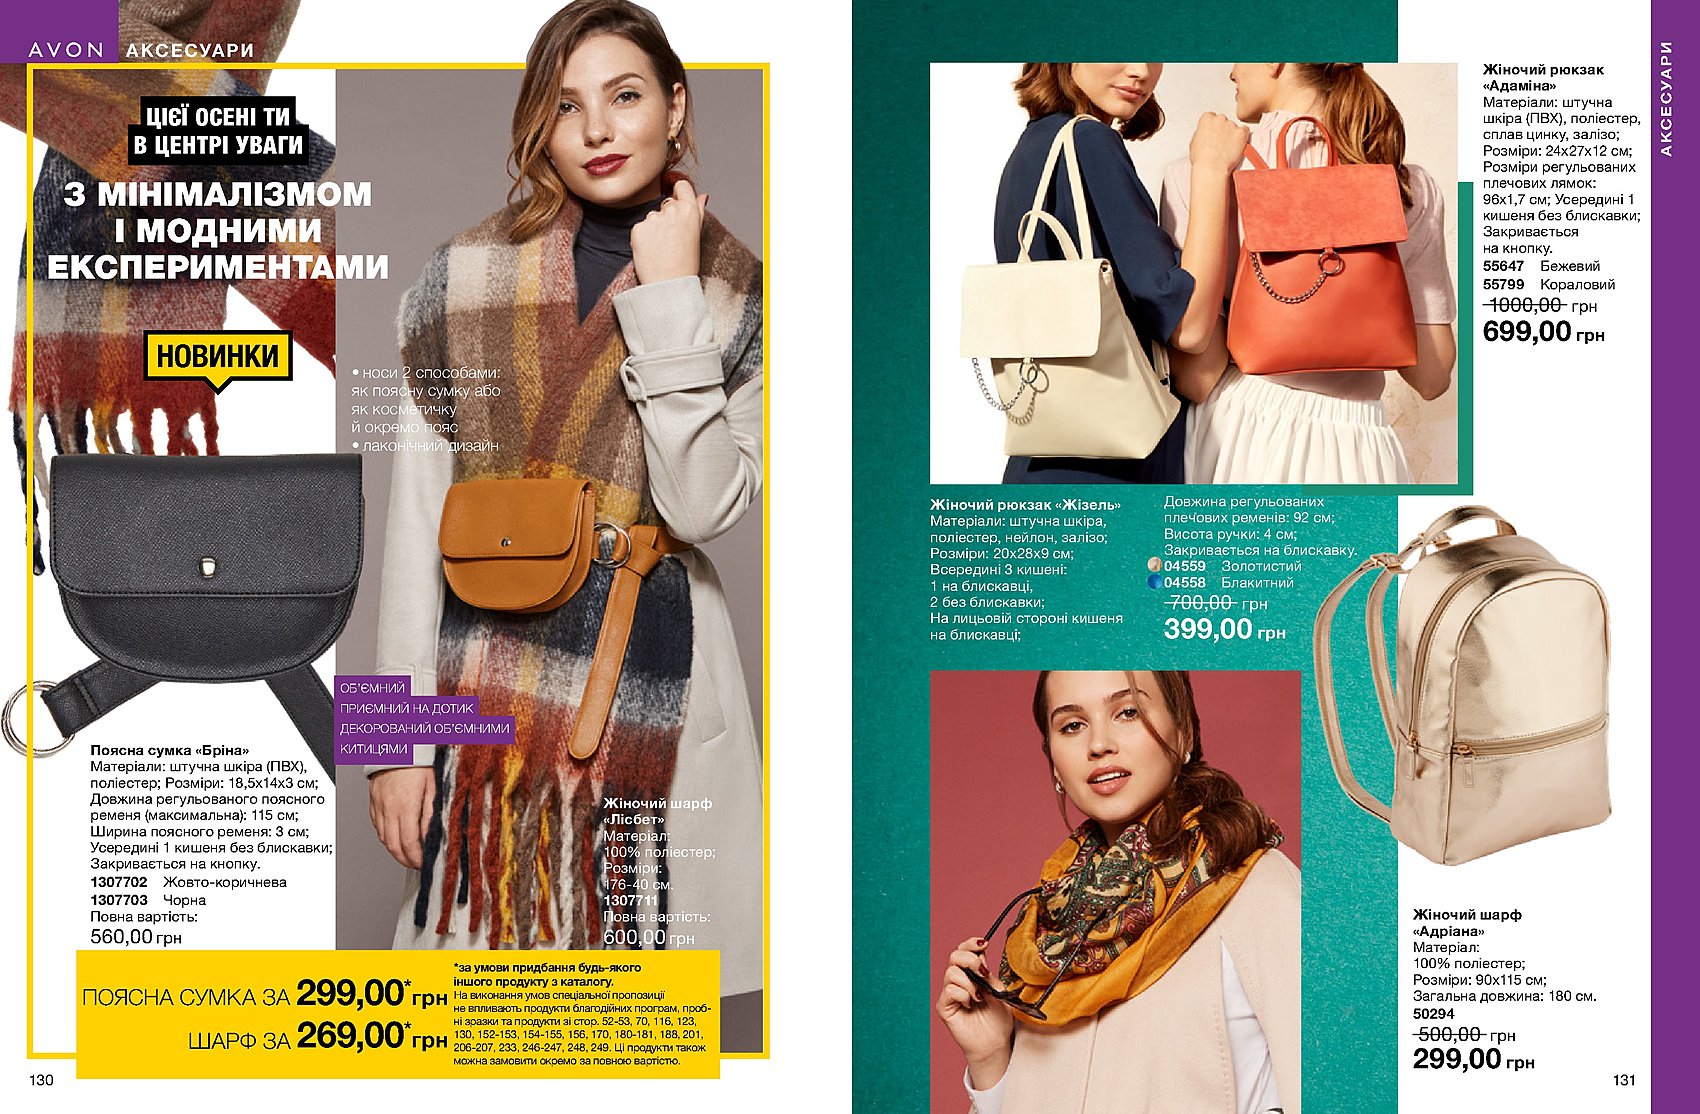 AVON АКСЕСУАРИ
ЦІЄЇ ОСЕНІ ТИ
В ЦЕНТРІ УВАГИ
З МІНІМАЛІЗМОМ
І МОДНИМИ
ЕКСПЕРИМЕНТАМИ
НОВИНКИ
• носи 2 способами:
як поясну сумку або
як косметичку
й окремо пояс
• лаконічний дизайн
ОБ'ЄМНИЙ
ПРИЄМНИЙ НА ДОТИК
ДЕКОРОВАНИЙ ОБ'ЄМНИМИ
КИТИЦЯМИ
Поясна сумка «Бріна»
Матеріали: штучна шкіра (ПВХ),
поліестер; Розміри: 18,5х14х3 см;
Довжина регульованого поясного
ременя (максимальна): 115 см;
Ширина поясного ременя: 3 см;
Усередині 1 кишеня без блискавки;
Закривається на кнопку.
1307702 Жовто-коричнева
1307703 Чорна
Повна вартість:
560,00 грн
Жіночий шарф
«Лісбет»
Матеріал:
100% поліестер;
Розміри:
176-40 см.
1307711
Повна вартість:
600,00 грн
ПОЯСНА СУМКА ЗА 299,00* грн
ШАРФ ЗА 269,00* грн
*за умови придбання будь-якого
іншого продукту з каталогу.
На виконання умов спеціальної пропозиції
не впливають продукти благодійних програм, проб-
ні зразки та продукти зі стор. 52-53, 70, 116, 123,
130, 152-153, 154-155, 156, 170, 180-181, 188, 201,
206-207, 233, 246-247, 248, 249. Ці продукти також
можна замовити окремо за повною вартістю.
130
АКСЕСУАРИ
Жіночий рюкзак
«Адаміна»
Матеріали: штучна
шкіра (ПВХ), поліестер,
сплав цинку, залізо;
Розміри: 24х27х12 см;
Розміри регульованих
плечових лямок:
96х1,7 см; Усередині 1
кишеня без блискавки;
Закривається
на кнопку.
55647 Бежевий
55799 Кораловий
1000,00 грн
699,00 грн
Жіночий рюкзак «Жізель»
Матеріали: штучна шкіра,
поліестер, нейлон, залізо;
Розміри: 20х28х9 см;
Всередині 3 кишені:
1 на блискавці,
2 без блискавки;
На лицьовій стороні кишеня
на блискавці;
Довжина регульованих
плечових ременів: 92 см;
Висота ручки: 4 см;
Закривається на блискавку.
04559 Золотистий
04558 Блакитний
700,00 грн
399,00 грн
Жіночий шарф
«Адріана»
Матеріал:
100% поліестер;
Розміри: 90х115 см;
Загальна довжина: 180 см.
50294
500,00 грн
299,00 грн
131